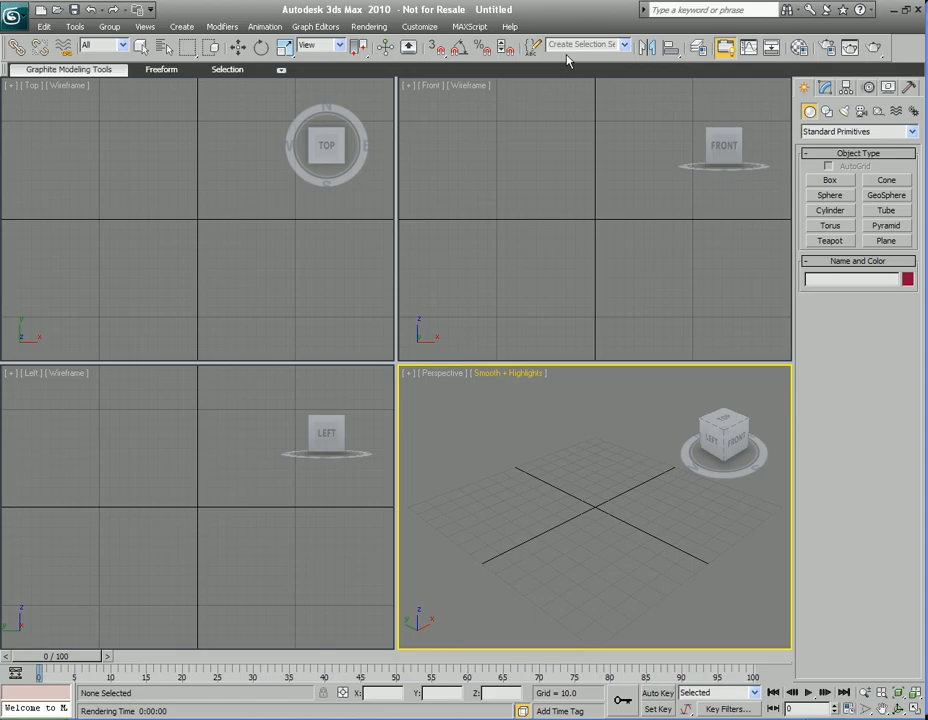 Autodesk 3ds Max 2010 - Not for Resale Untitled
Type a keyword or phrase
Edit Tools Group Views Create Modifiers Animation Graph Editors Rendering Customize MAXScript Help
All View 3 % ABC Create Selection Se
Graphite Modeling Tools Freeform Selection
[ + ] [ Top ] [ Wireframe ]
N
TOP
E
S
[ + ] [ Front ] [ Wireframe ]
FRONT
y
z x
z
y x
Standard Primitives
- Object Type
AutoGrid
Box Cone
Sphere GeoSphere
Cylinder Tube
Torus Pyramid
Teapot Plane
- Name and Color
[ + ] [ Left ] [ Wireframe ]
LEFT
z
y
[ + ] [ Perspective ] [ Smooth + Highlights ]
TOP
LEFT FRONT
z
y x
< 0 / 100 >
0 5 10 15 20 25 30 35 40 45 50 55 60 65 70 75 80 85 90 95 100
None Selected X: Y: Z: Grid = 10.0 Auto Key Selected
Welcome to M Rendering Time 0:00:00 Add Time Tag Set Key Key Filters... 0